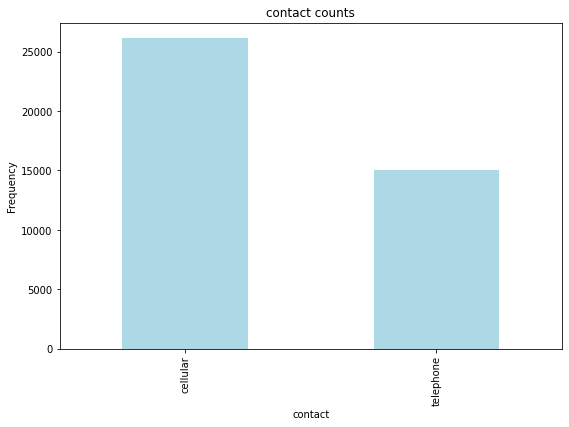 contact counts
Frequency
25000
20000
15000
10000
5000
0
cellular
telephone
contact